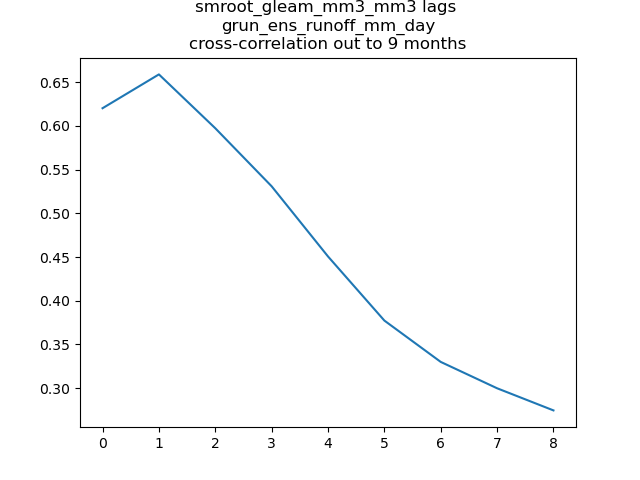 smroot_gleam_mm3_mm3 lags
grun_ens_runoff_mm_day
cross-correlation out to 9 months
0.65
0.60
0.55
0.50
0.45
0.40
0.35
0.30
0 1 2 3 4 5 6 7 8